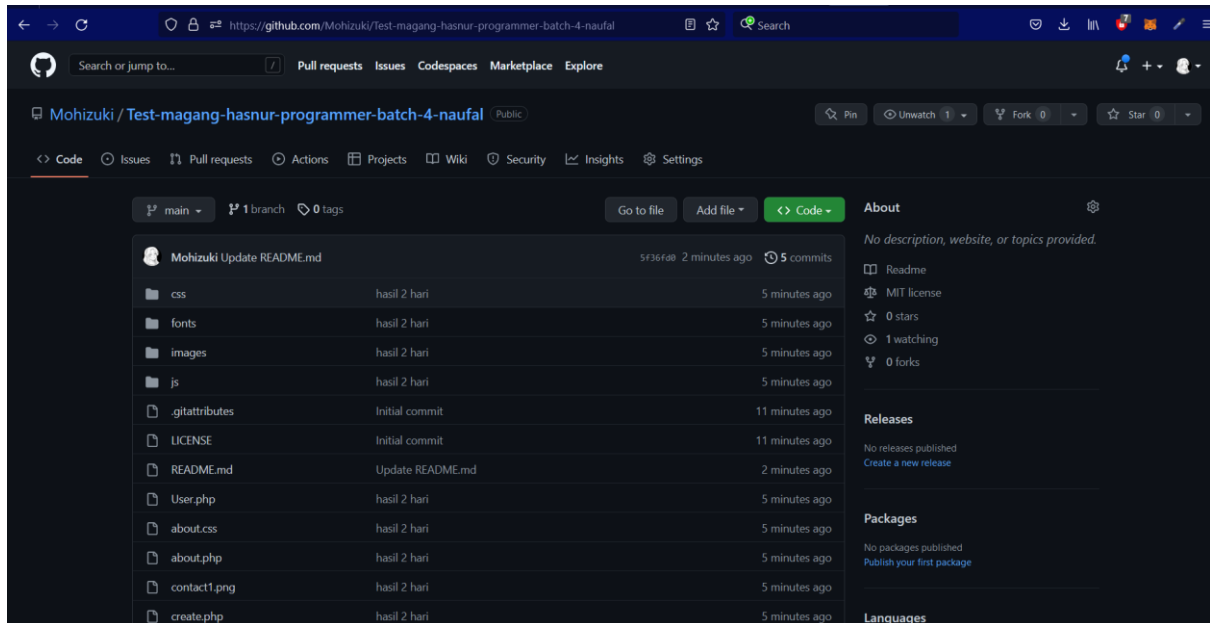 https://github.com/Mohizuki/Test-magang-hasnur-programmer-batch-4-naufal Search 7
Search or jump to... / Pull requests Issues Codespaces Marketplace Explore
Mohizuki / Test-magang-hasnur-programmer-batch-4-naufal Public Pin Unwatch 1 Fork 0 Star 0
<> Code Issues Pull requests Actions Projects Wiki Security Insights Settings
main 1 branch 0 tags Go to file Add file <> Code
Mohizuki Update README.md 5f36fd0 2 minutes ago 5 commits
css hasil 2 hari 5 minutes ago
fonts hasil 2 hari 5 minutes ago
images hasil 2 hari 5 minutes ago
js hasil 2 hari 5 minutes ago
.gitattributes Initial commit 11 minutes ago
LICENSE Initial commit 11 minutes ago
README.md Update README.md 2 minutes ago
User.php hasil 2 hari 5 minutes ago
about.css hasil 2 hari 5 minutes ago
about.php hasil 2 hari 5 minutes ago
contact1.png hasil 2 hari 5 minutes ago
create.php hasil 2 hari 5 minutes ago
About
No description, website, or topics provided.
Readme
MIT license
0 stars
1 watching
0 forks
Releases
No releases published
Create a new release
Packages
No packages published
Publish your first package
Languages